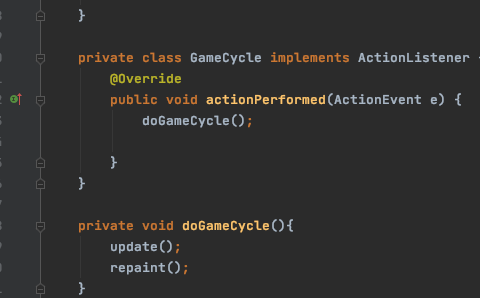 }
private class GameCycle implements ActionListener {
@Override
public void actionPerformed(ActionEvent e) {
doGameCycle();
}
}
private void doGameCycle(){
update();
repaint();
}